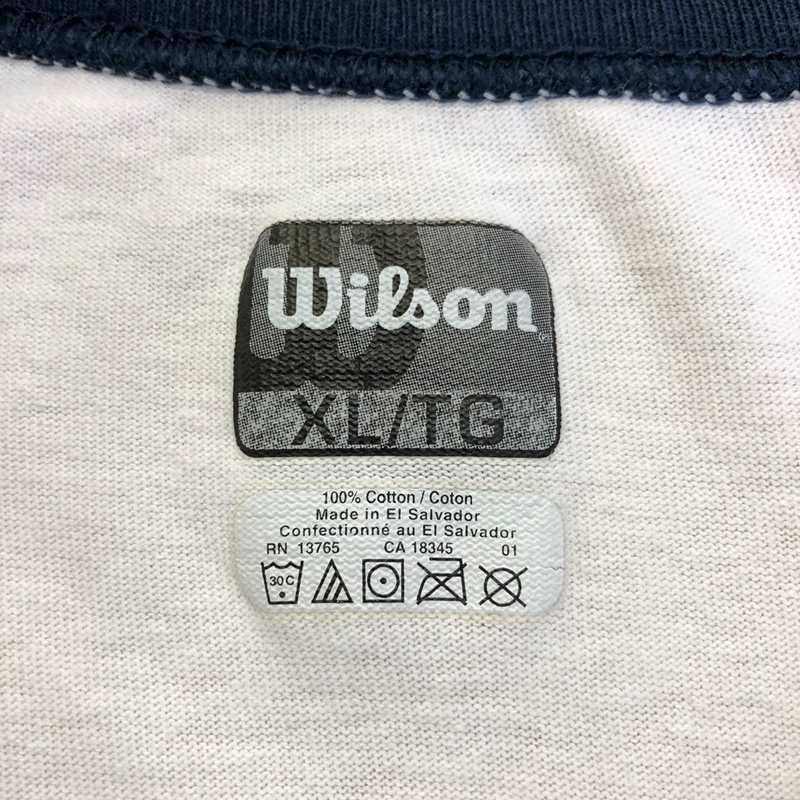 Wilson
XL/TG
100% Cotton / Coton
Made in El Salvador
Confectionné au El Salvador
RN 13765 CA 18345 01
30C